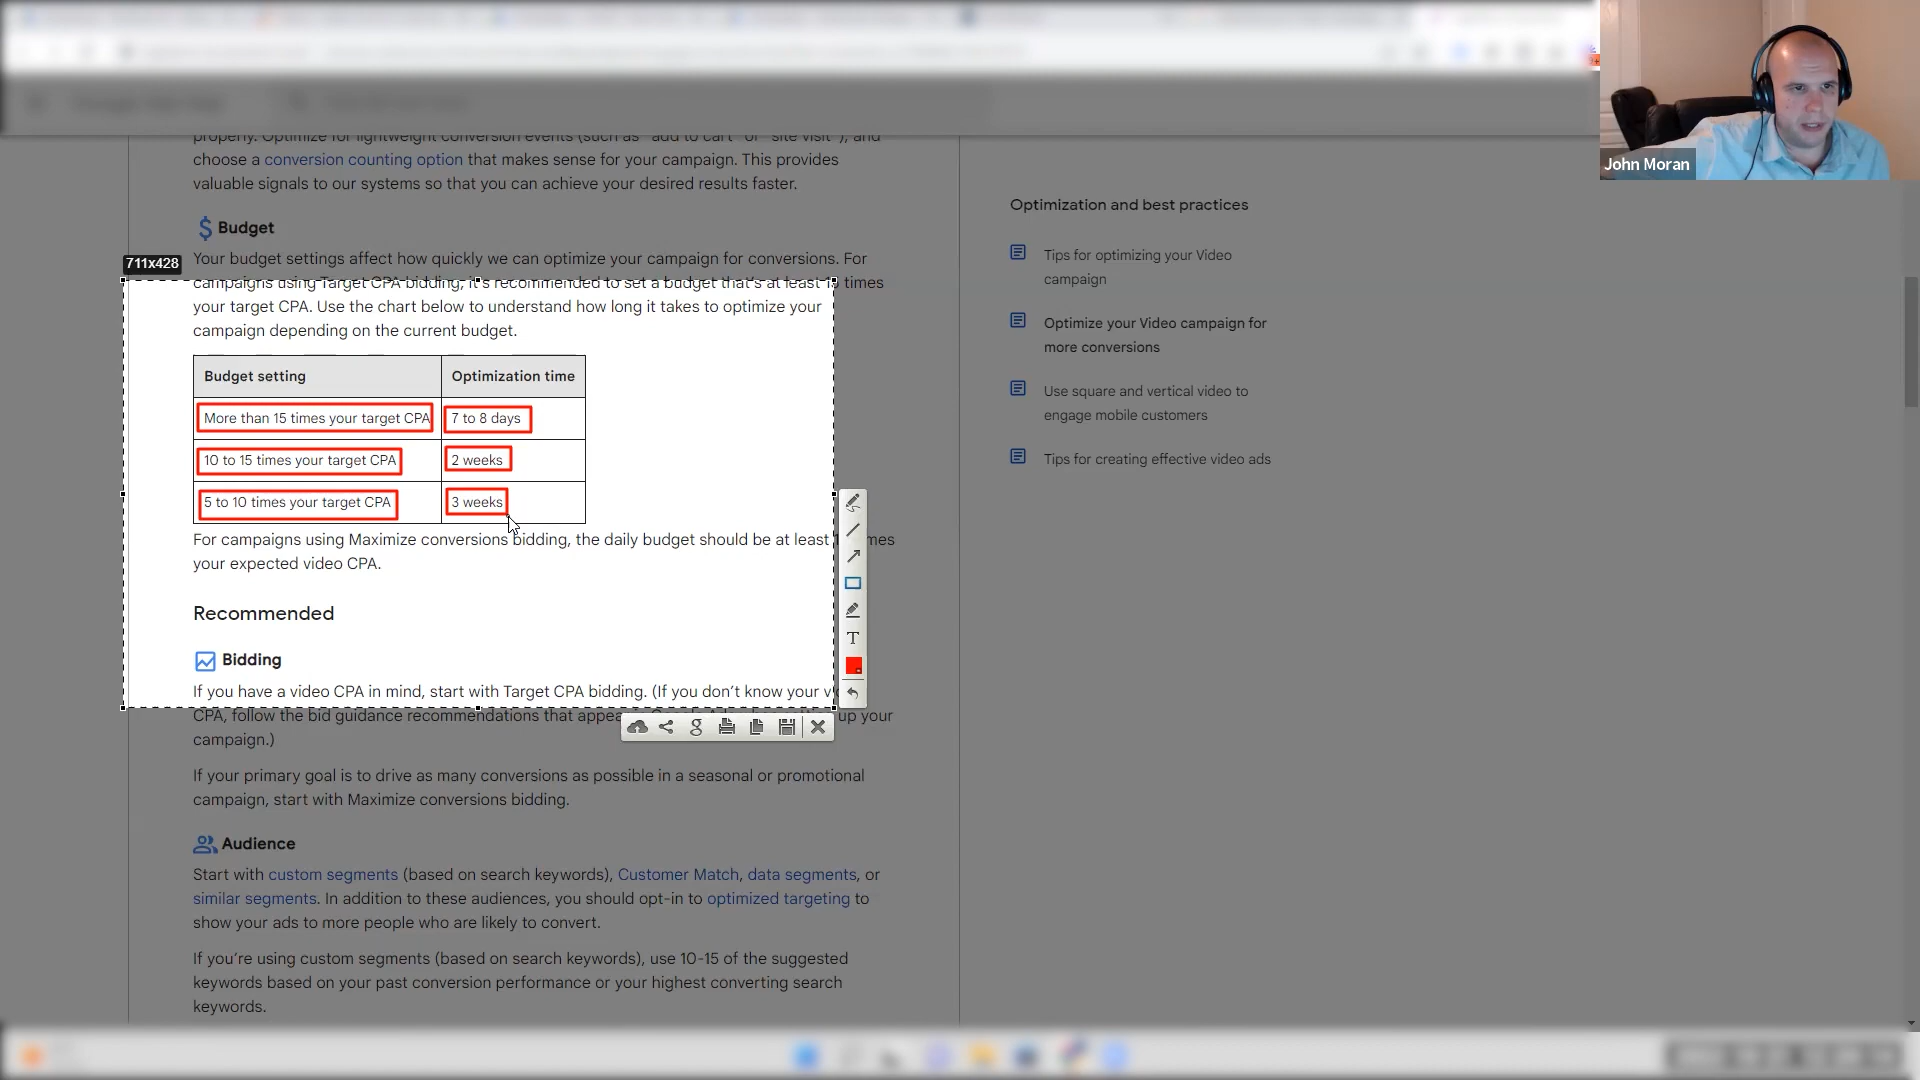 properly. Optimize for lightweight conversion events (such as "add to cart" or "site visit"), and
choose a conversion counting option that makes sense for your campaign. This provides
valuable signals to our systems so that you can achieve your desired results faster.
Budget
Your budget settings affect how quickly we can optimize your campaign for conversions. For
campaigns using Target CPA bidding, it's recommended to set a budget that's at least 15 times
your target CPA. Use the chart below to understand how long it takes to optimize your
campaign depending on the current budget.
Budget setting Optimization time
More than 15 times your target CPA 7 to 8 days
10 to 15 times your target CPA 2 weeks
5 to 10 times your target CPA 3 weeks
For campaigns using Maximize conversions bidding, the daily budget should be at least
your expected video CPA.
Recommended
Bidding
If you have a video CPA in mind, start with Target CPA bidding. (If you don't know your
CPA, follow the bid guidance recommendations that up your
campaign.)
If your primary goal is to drive as many conversions as possible in a seasonal or promotional
campaign, start with Maximize conversions bidding.
Audience
Start with custom segments (based on search keywords), Customer Match, data segments, or
similar segments. In addition to these audiences, you should opt-in to optimized targeting to
show your ads to more people who are likely to convert.
If you're using custom segments (based on search keywords), use 10-15 of the suggested
keywords based on your past conversion performance or your highest converting search
keywords.
711x428
T
g
Optimization and best practices
Tips for optimizing your Video
campaign
Optimize your Video campaign for
more conversions
Use square and vertical video to
engage mobile customers
Tips for creating effective video ads
John Moran